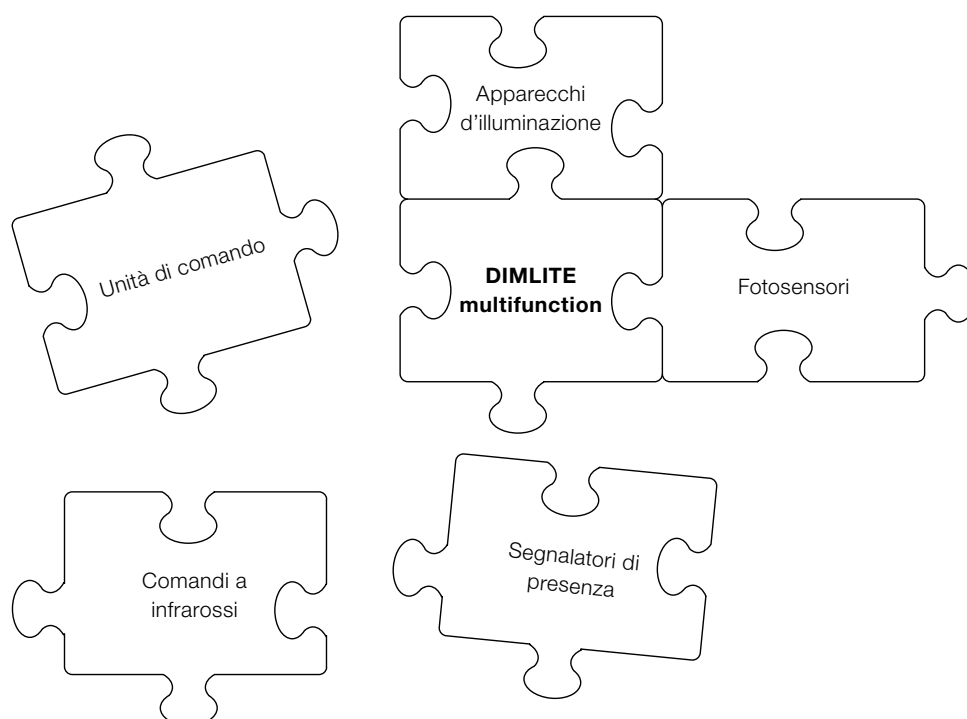 Apparecchi
d’illuminazione
Unità di comando
DIMLITE
multifunction
Fotosensori
Segnalatori di
presenza
Comandi a
infrarossi